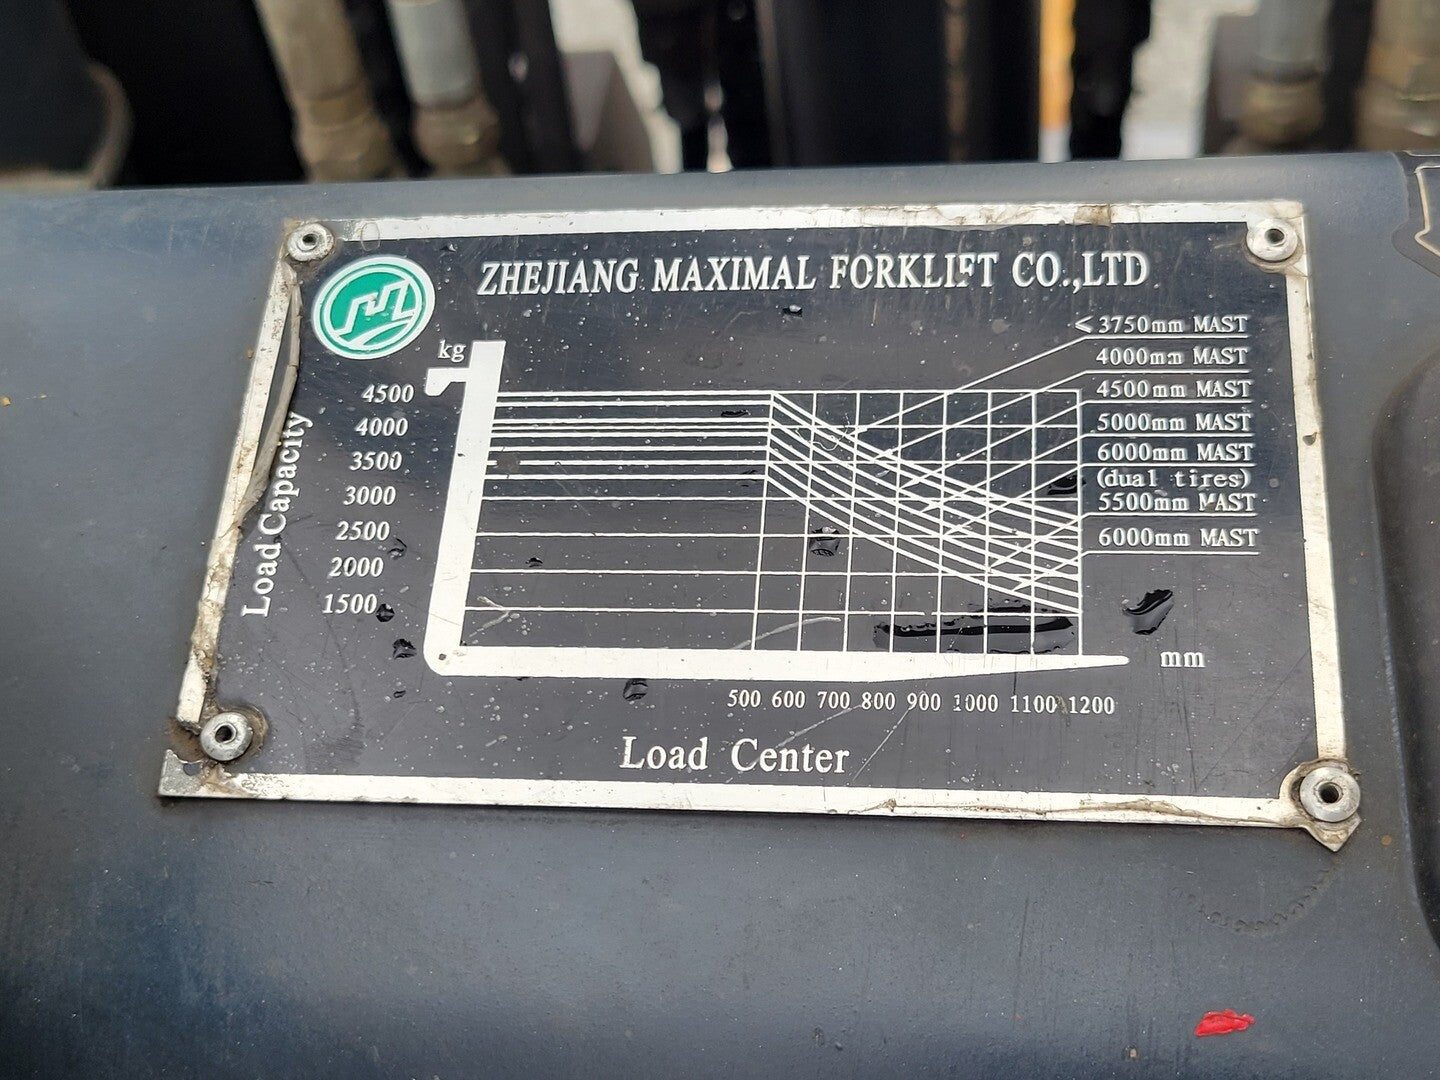 ZHEJIANG MAXIMAL FORKLIFT CO.,LTD
kg
4500
4000
3500
3000
2500
2000
1500
Load Capacity
≤3750mm MAST
4000mm MAST
4500mm MAST
5000mm MAST
6000mm MAST
(dual tires)
5500mm MAST
6000mm MAST
mm
500 600 700 800 900 1000 1100 1200
Load Center